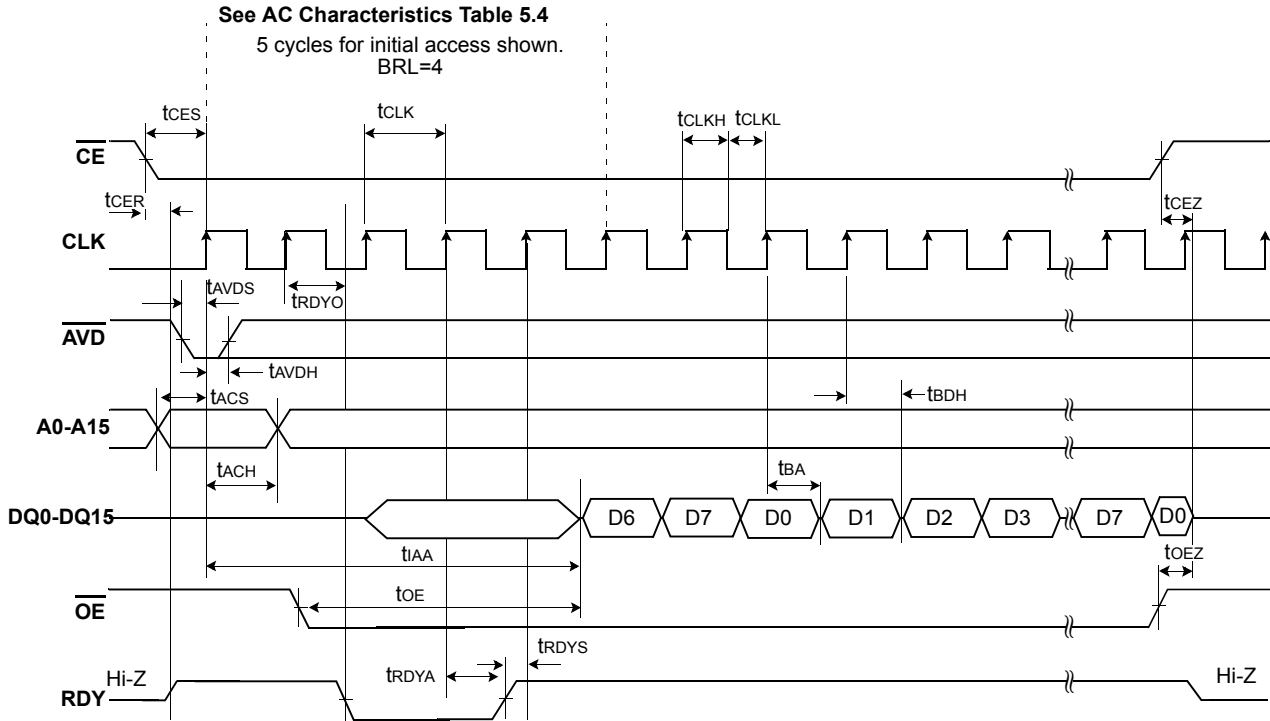 See AC Characteristics Table 5.4
5 cycles for initial access shown.
BRL=4
tCES
tCLK
tCLKH
tCLKL
CE
tCER
tCEZ
CLK
tAVDS
tRDYO
AVD
tAVDH
tACS
tBDH
A0-A15
tACH
tBA
DQ0-DQ15
D6
D7
D0
D1
D2
D3
D7
D0
tIAA
tOEZ
tOE
OE
tRDYS
tRDYA
Hi-Z
Hi-Z
RDY